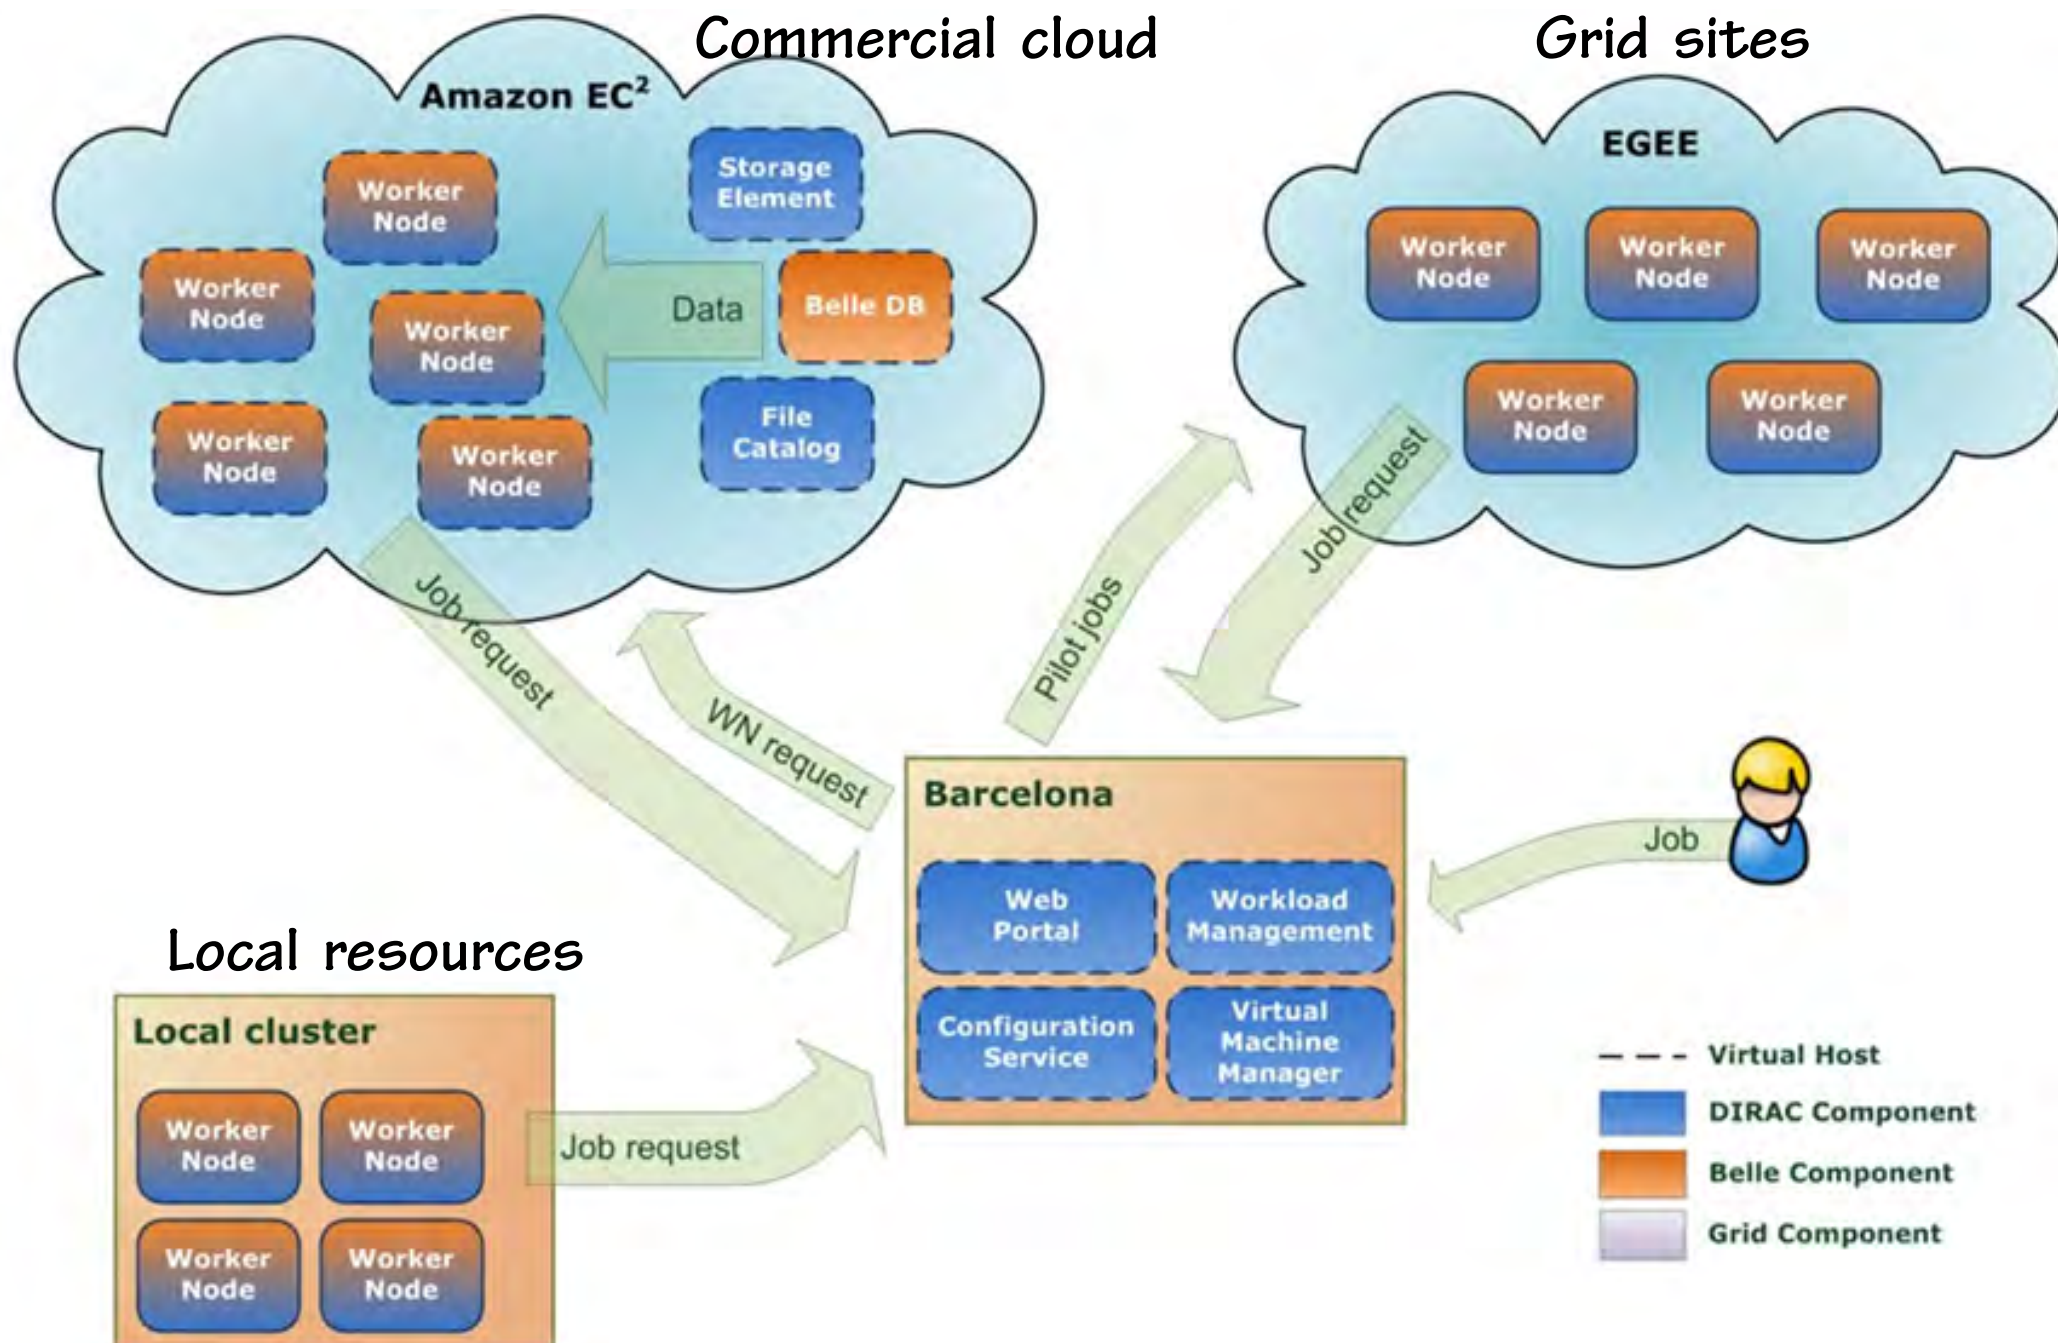 Commercial cloud
Grid sites
Amazon EC²
Worker
Node
Worker
Node
Worker
Node
Worker
Node
Worker
Node
Storage
Element
Data
Belle DB
File
Catalog
EGEE
Worker
Node
Worker
Node
Worker
Node
Worker
Node
Worker
Node
Job request
WN request
Pilot jobs
Job request
Barcelona
Web
Portal
Workload
Management
Configuration
Service
Virtual
Machine
Manager
Job
Local resources
Local cluster
Worker
Node
Worker
Node
Worker
Node
Worker
Node
Job request
Virtual Host
DIRAC Component
Belle Component
Grid Component